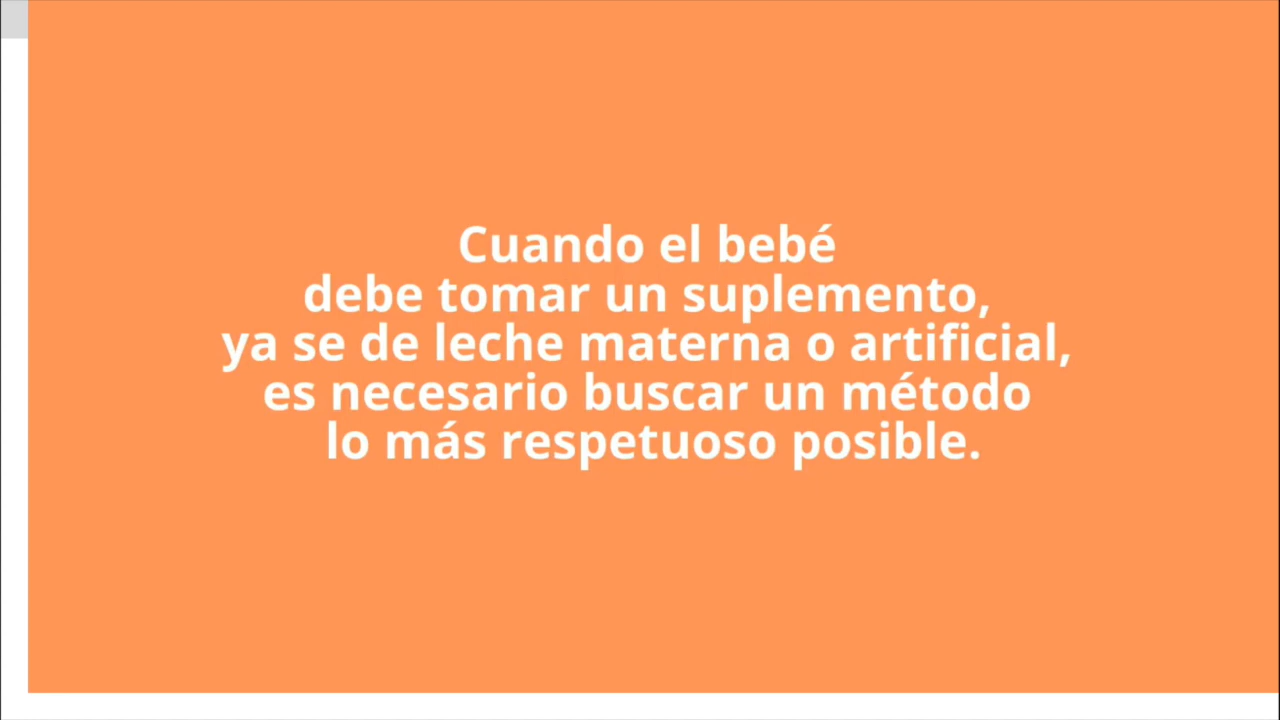 Cuando el bebé
debe tomar un suplemento,
ya se de leche materna o artificial,
es necesario buscar un método
lo más respetuoso posible.